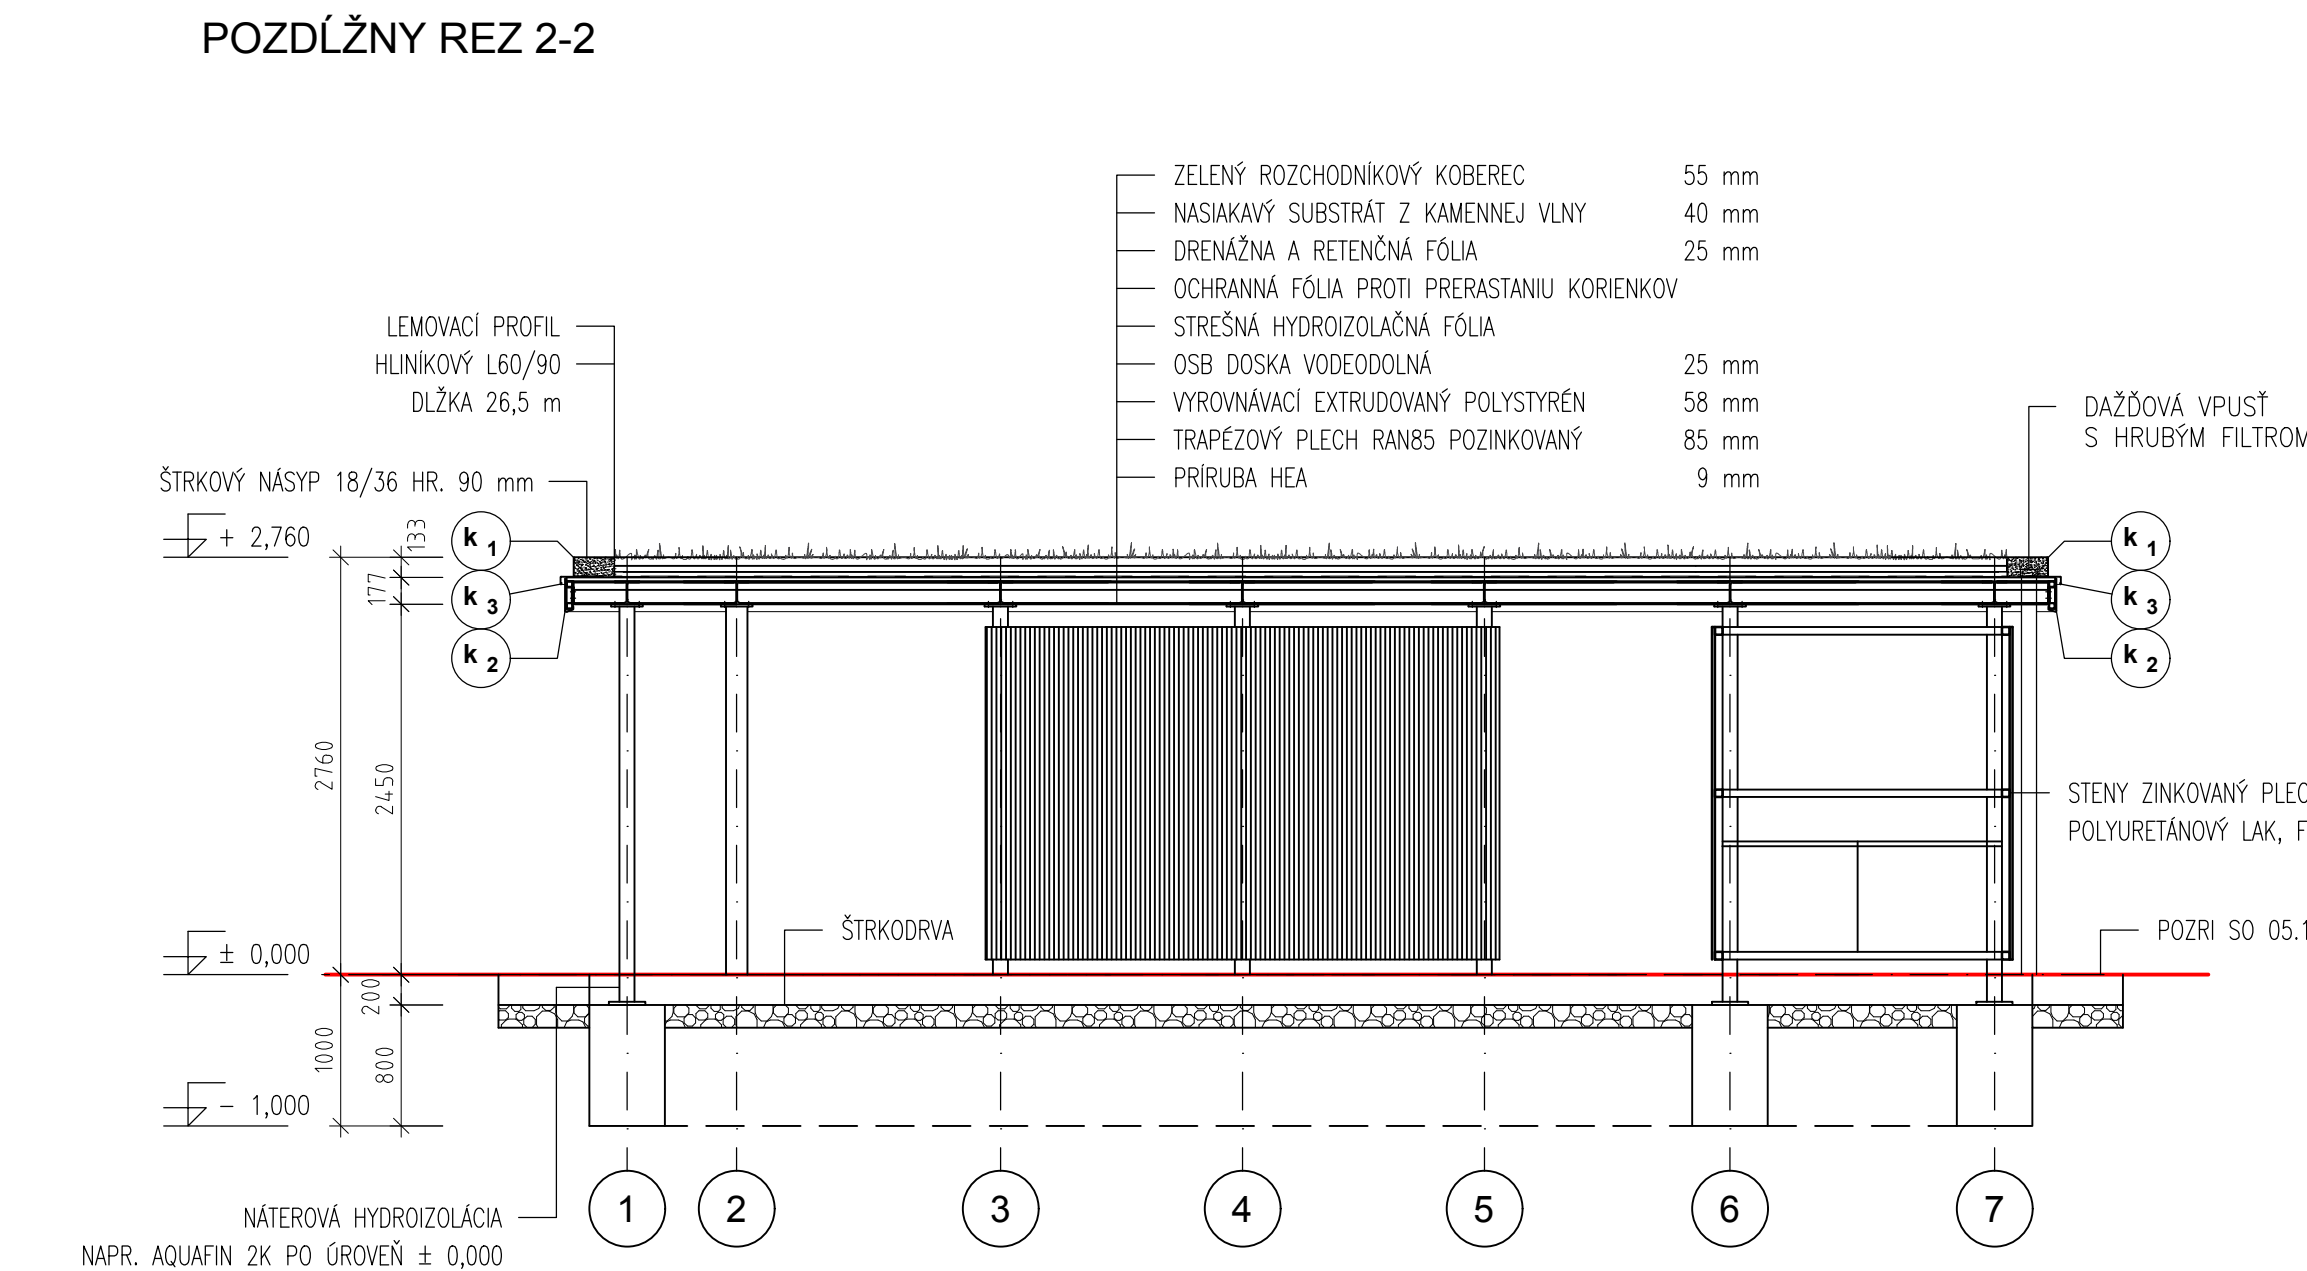 POZDĹŽNY REZ 2-2
ZELENÝ ROZCHODNÍKOVÝ KOBEREC 55 mm
NASIAKAVÝ SUBSTRÁT Z KAMENNEJ VLNY 40 mm
DRENÁŽNA A RETENČNÁ FÓLIA 25 mm
OCHRANNÁ FÓLIA PROTI PRERASTANIU KORIENKOV
STREŠNÁ HYDROIZOLAČNÁ FÓLIA
OSB DOSKA VODEODOLNÁ 25 mm
VYROVNÁVACÍ EXTRUDOVANÝ POLYSTYRÉN 58 mm
TRAPÉZOVÝ PLECH RAN85 POZINKOVANÝ 85 mm
PRÍRUBA HEA 9 mm
LEMOVACÍ PROFIL
HLINÍKOVÝ L60/90
DLŽKA 26,5 m
DAŽĎOVÁ VPUSŤ
S HRUBÝM FILTROM
ŠTRKOVÝ NÁSYP 18/36 HR. 90 mm
+ 2,760
133
177
k 1
k 3
k 2
k 1
k 3
k 2
2760
2450
STENY ZINKOVANÝ PLEC
POLYURETÁNOVÝ LAK, F
ŠTRKODRVA
POZRI SO 05.1
± 0,000
200
1000
800
- 1,000
1 2 3 4 5 6 7
NÁTEROVÁ HYDROIZOLÁCIA
NAPR. AQUAFIN 2K PO ÚROVEŇ ± 0,000